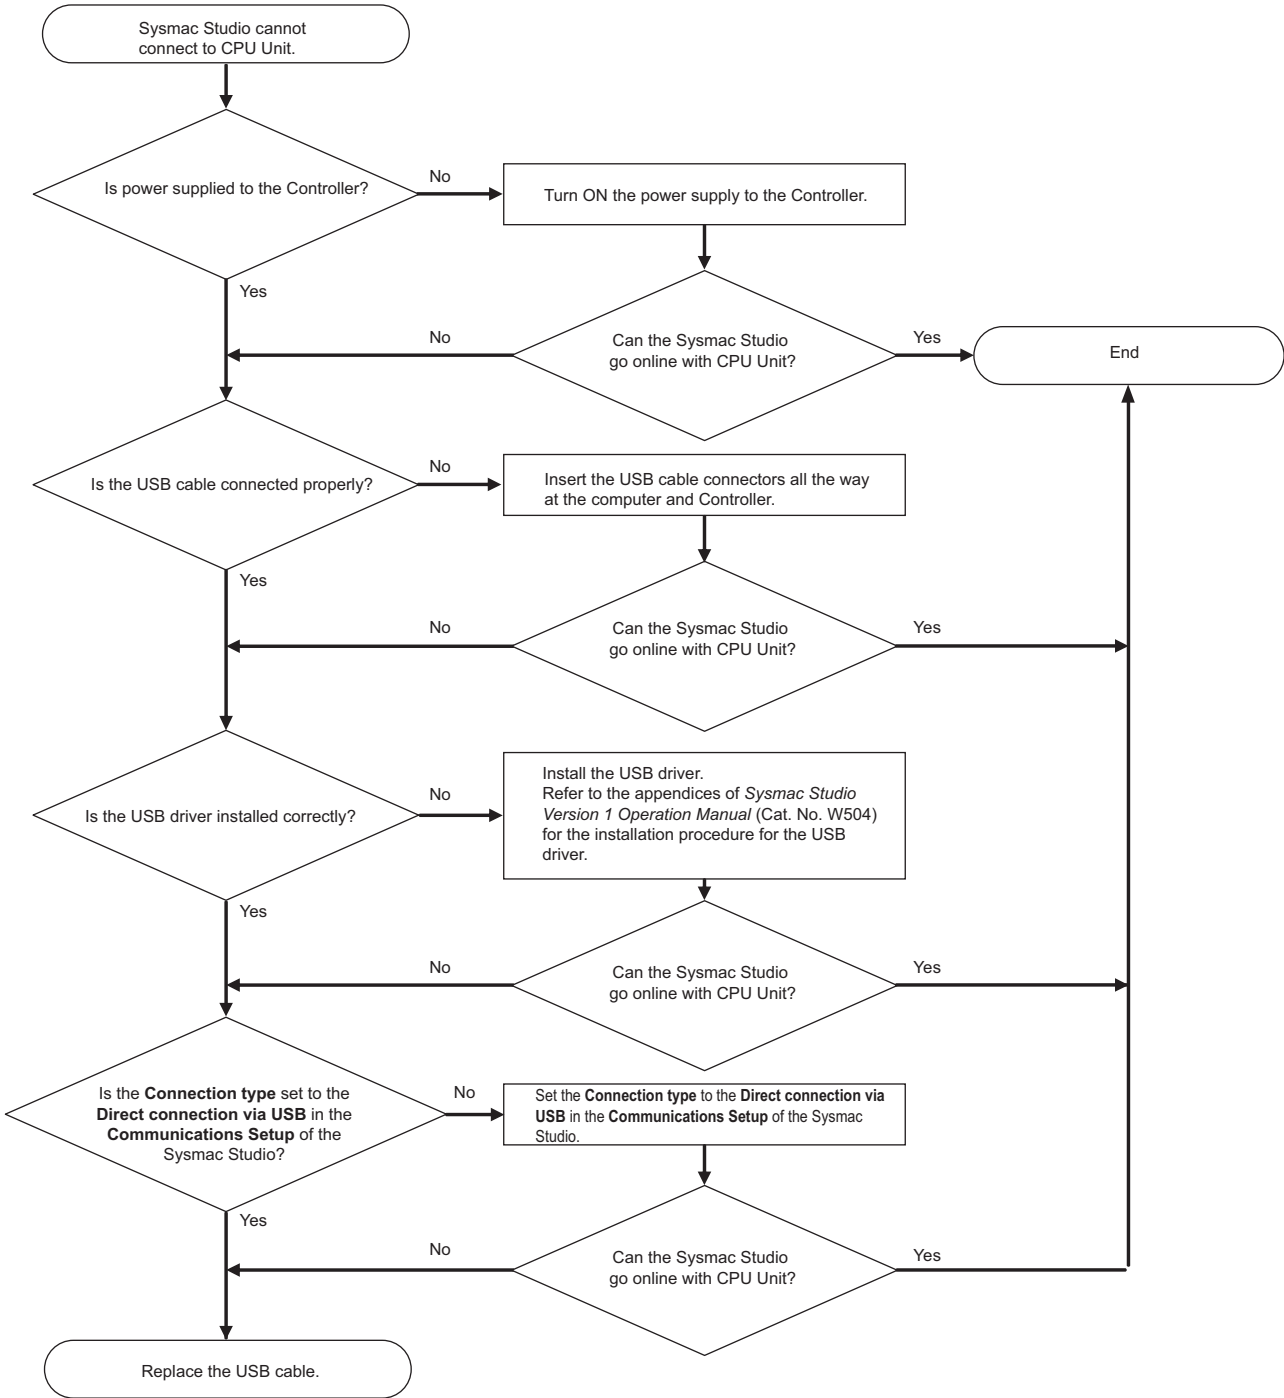 Sysmac Studio cannot
connect to CPU Unit.
Is power supplied to the Controller?
No
Turn ON the power supply to the Controller.
Yes
No
Can the Sysmac Studio
go online with CPU Unit?
Yes
End
Is the USB cable connected properly?
No
Insert the USB cable connectors all the way
at the computer and Controller.
Yes
No
Can the Sysmac Studio
go online with CPU Unit?
Yes
Is the USB driver installed correctly?
No
Install the USB driver.
Refer to the appendices of Sysmac Studio
Version 1 Operation Manual (Cat. No. W504)
for the installation procedure for the USB
driver.
Yes
No
Can the Sysmac Studio
go online with CPU Unit?
Yes
Is the Connection type set to the
Direct connection via USB in the
Communications Setup of the
Sysmac Studio?
No
Set the Connection type to the Direct connection via
USB in the Communications Setup of the Sysmac
Studio.
Yes
No
Can the Sysmac Studio
go online with CPU Unit?
Yes
Replace the USB cable.